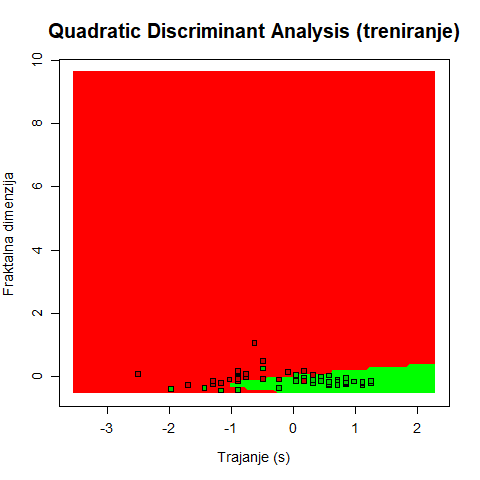 Quadratic Discriminant Analysis (treniranje)
10
8
6
4
2
0
Fraktalna dimenzija
-3 -2 -1 0 1 2
Trajanje (s)